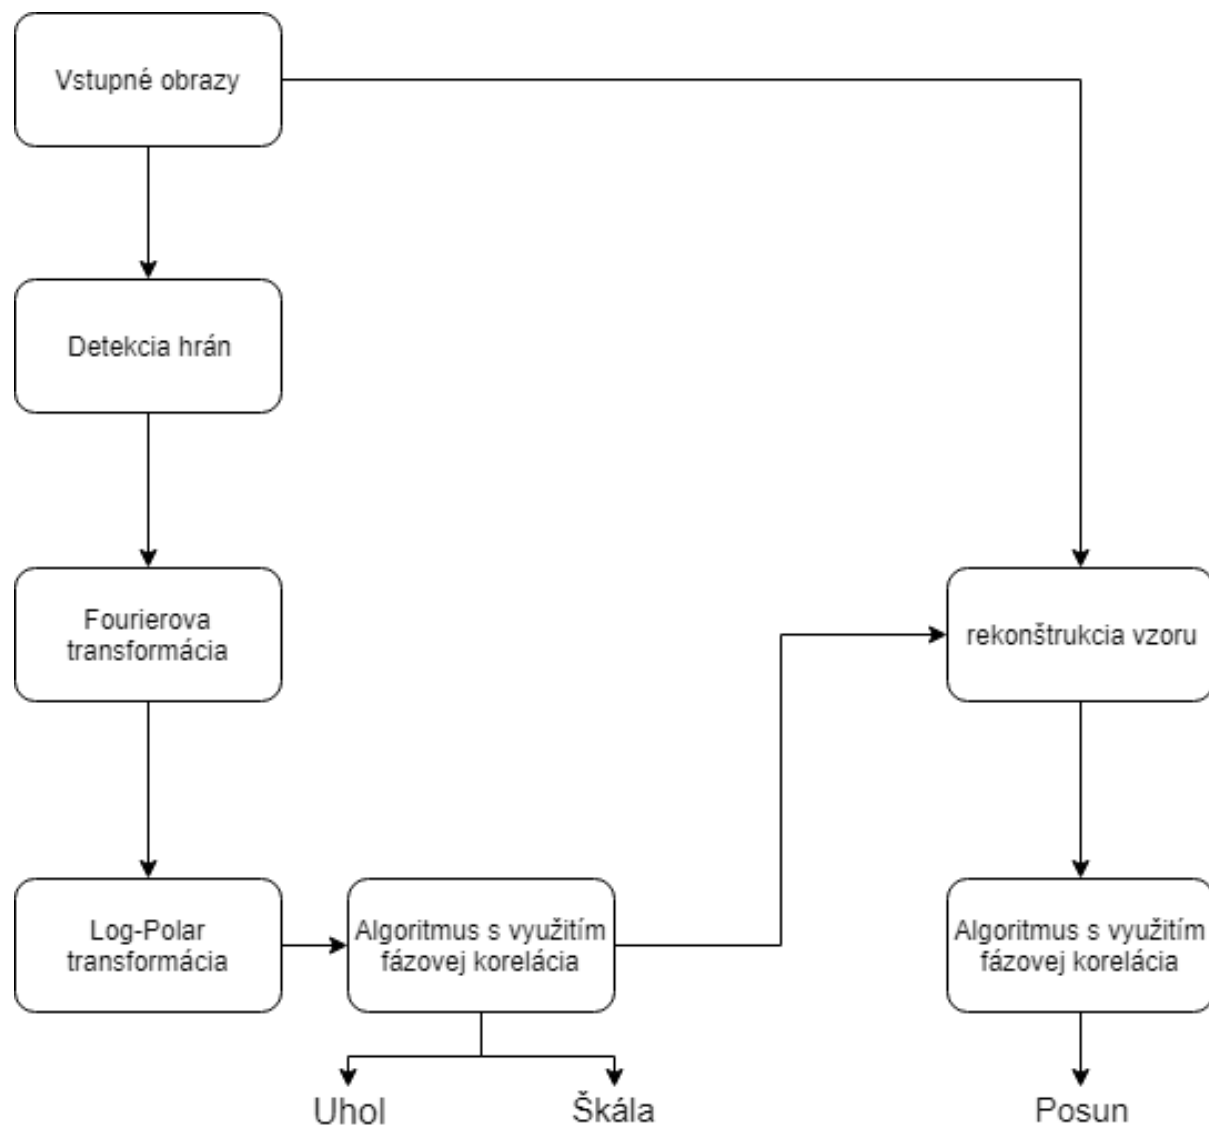 Vstupné obrazy
Detekcia hrán
Fourierova
transformácia
rekonštrukcia vzoru
Log-Polar
transformácia
Algoritmus s využitím
fázovej korelácia
Algoritmus s využitím
fázovej korelácia
Uhol
Škála
Posun